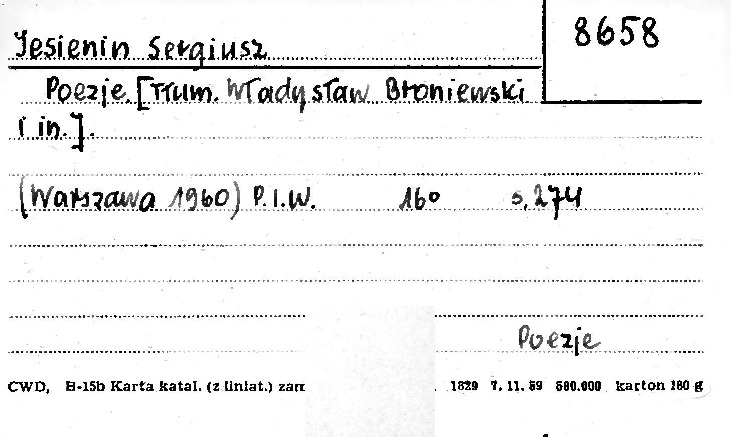 8658
Jesienin Sergiusz
Poezje [Tłum. Władysław Broniewski
i in.].
(Warszawa 1960) P.I.W. 16° s. 274
Poezje
CWD, H-15b Karta katal. (z liniat.) zam 1829 7. 11. 59 500.000 karton 180 g